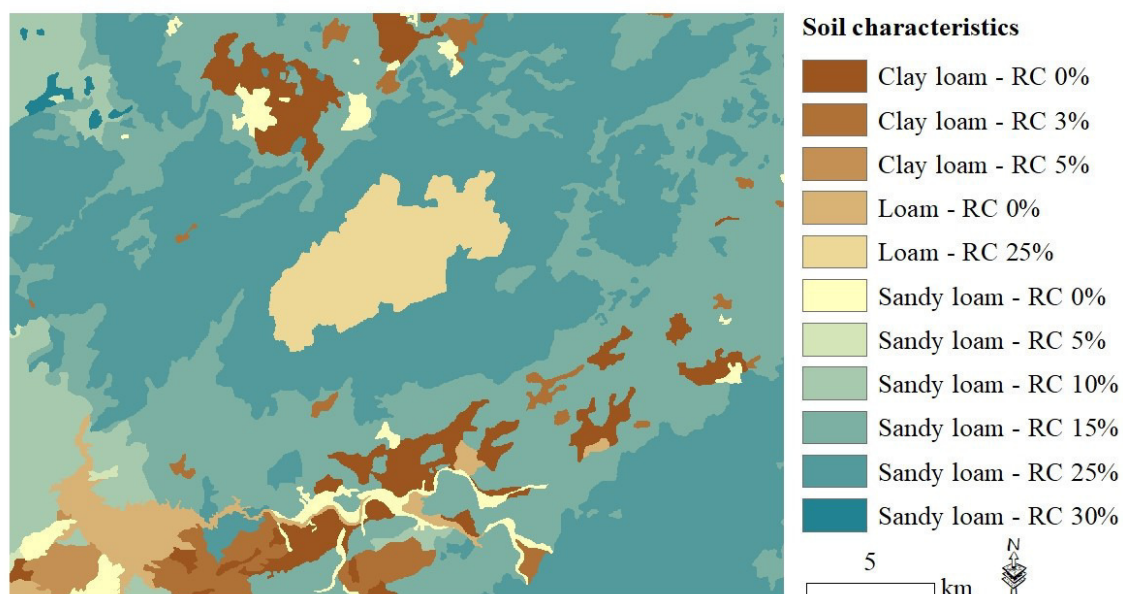 Soil characteristics
Clay loam - RC 0%
Clay loam - RC 3%
Clay loam - RC 5%
Loam - RC 0%
Loam - RC 25%
Sandy loam - RC 0%
Sandy loam - RC 5%
Sandy loam - RC 10%
Sandy loam - RC 15%
Sandy loam - RC 25%
Sandy loam - RC 30%
5
N
km